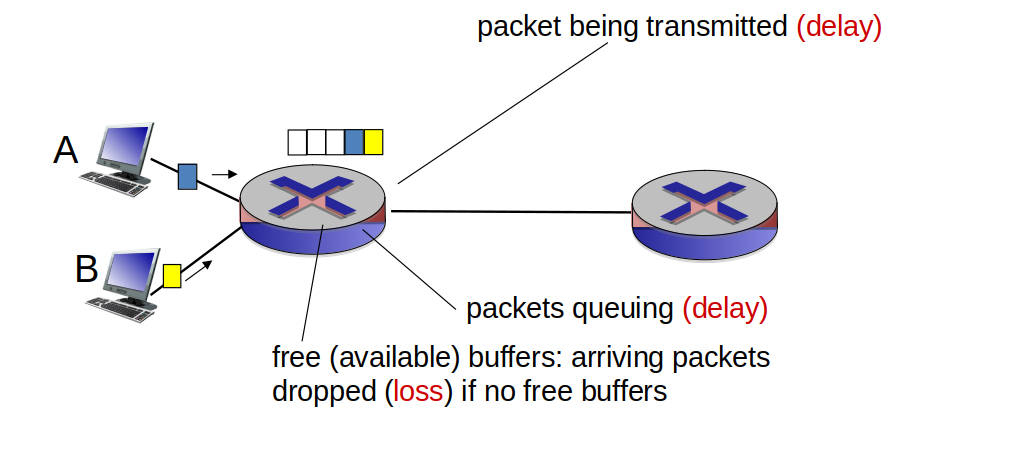 packet being transmitted (delay)
A
B
packets queuing (delay)
free (available) buffers: arriving packets
dropped (loss) if no free buffers